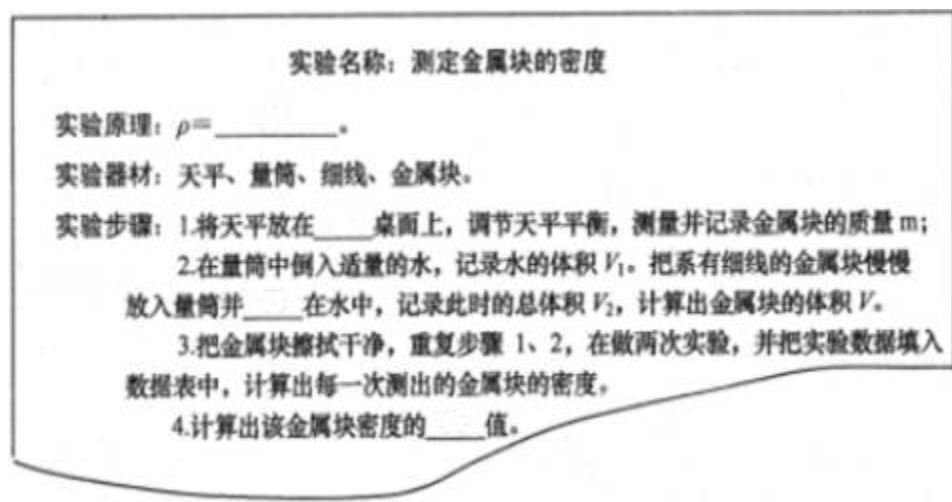 实验名称：测定金属块的密度
实验原理：ρ=________。
实验器材：天平、量筒、细线、金属块。
实验步骤：1.将天平放在____桌面上，调节天平平衡，测量并记录金属块的质量m；
2.在量筒中倒入适量的水，记录水的体积V₁。把系有细线的金属块慢慢
放入量筒并____在水中，记录此时的总体积V₂，计算出金属块的体积V。
3.把金属块擦拭干净，重复步骤 1、2，在做两次实验，并把实验数据填入
数据表中，计算出每一次测出的金属块的密度。
4.计算出该金属块密度的____值。